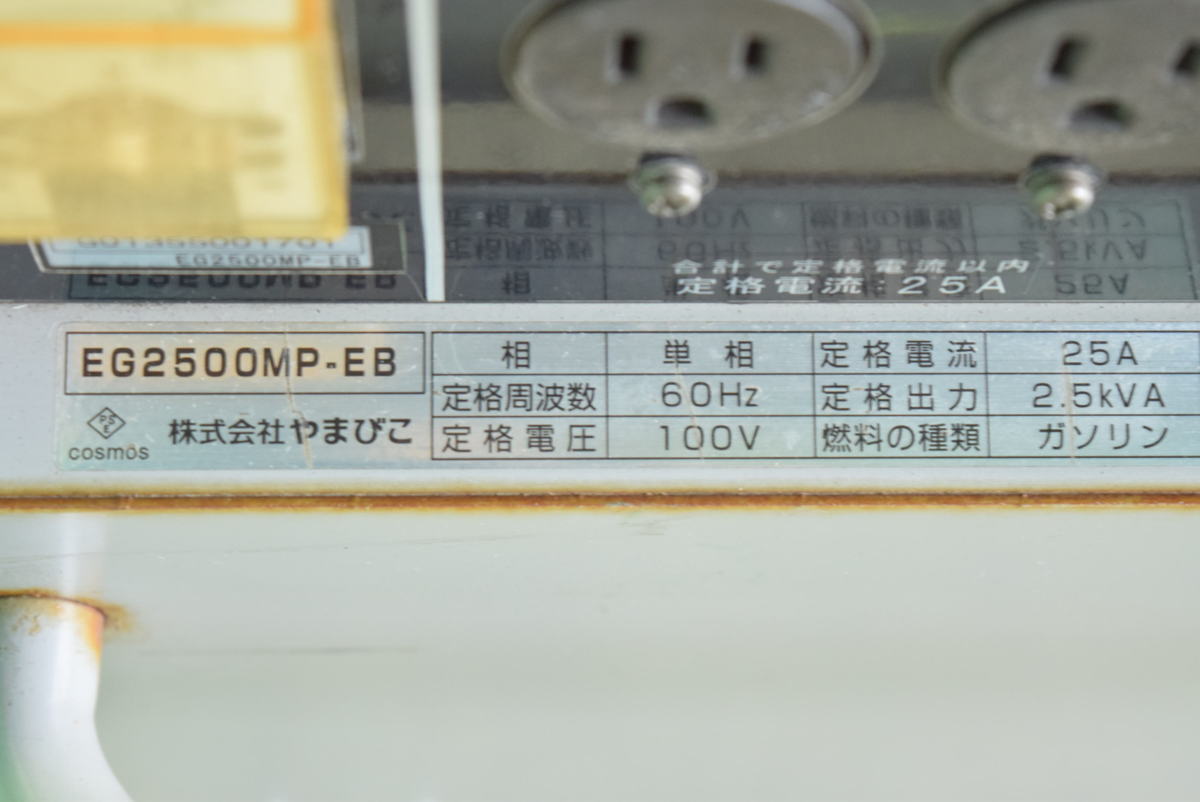 EG2500MP-EB
合計で定格電流以内
定格電流 25A
EG2500MP-EB
相 単相 定格電流 25A
定格周波数 60Hz 定格出力 2.5kVA
定格電圧 100V 燃料の種類 ガソリン
PSE
cosmos
株式会社やまびこ